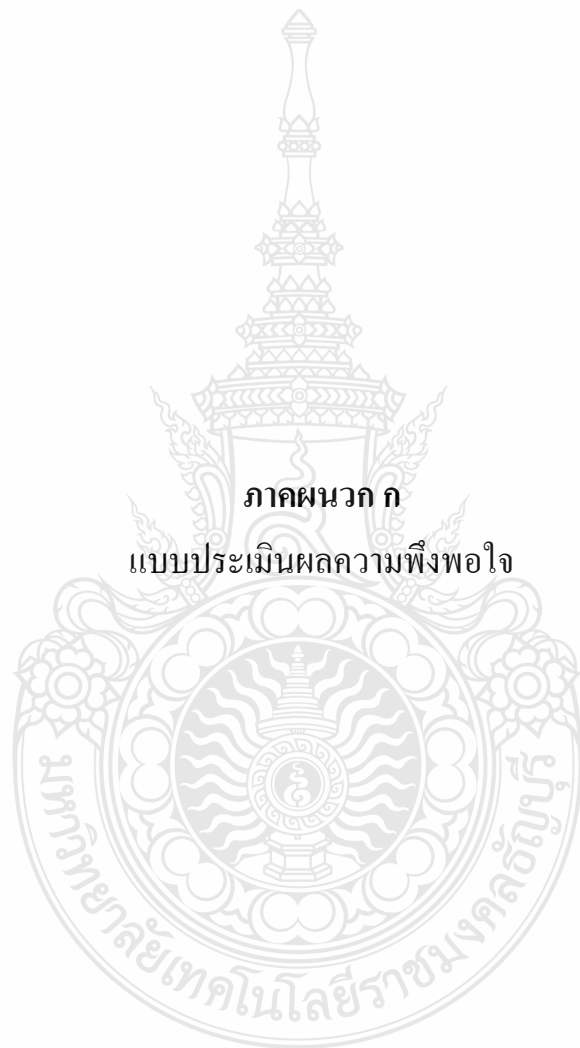 ภาคผนวก ก
แบบประเมินผลความพึงพอใจ
มหาวิทยาลัยเทคโนโลยีราชมงคลธัญบุรี